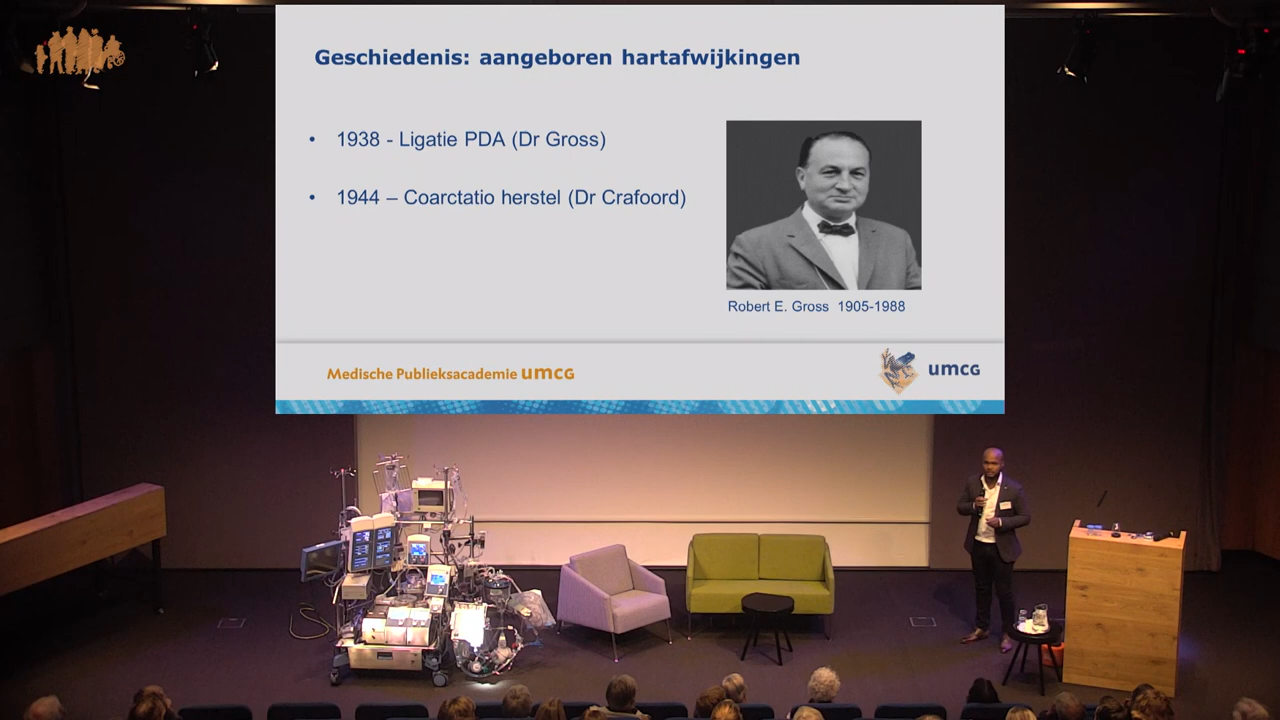 Geschiedenis: aangeboren hartafwijkingen
• 1938 - Ligatie PDA (Dr Gross)
• 1944 – Coarctatio herstel (Dr Crafoord)
Robert E. Gross 1905-1988
Medische Publieksacademie umcg
umcg